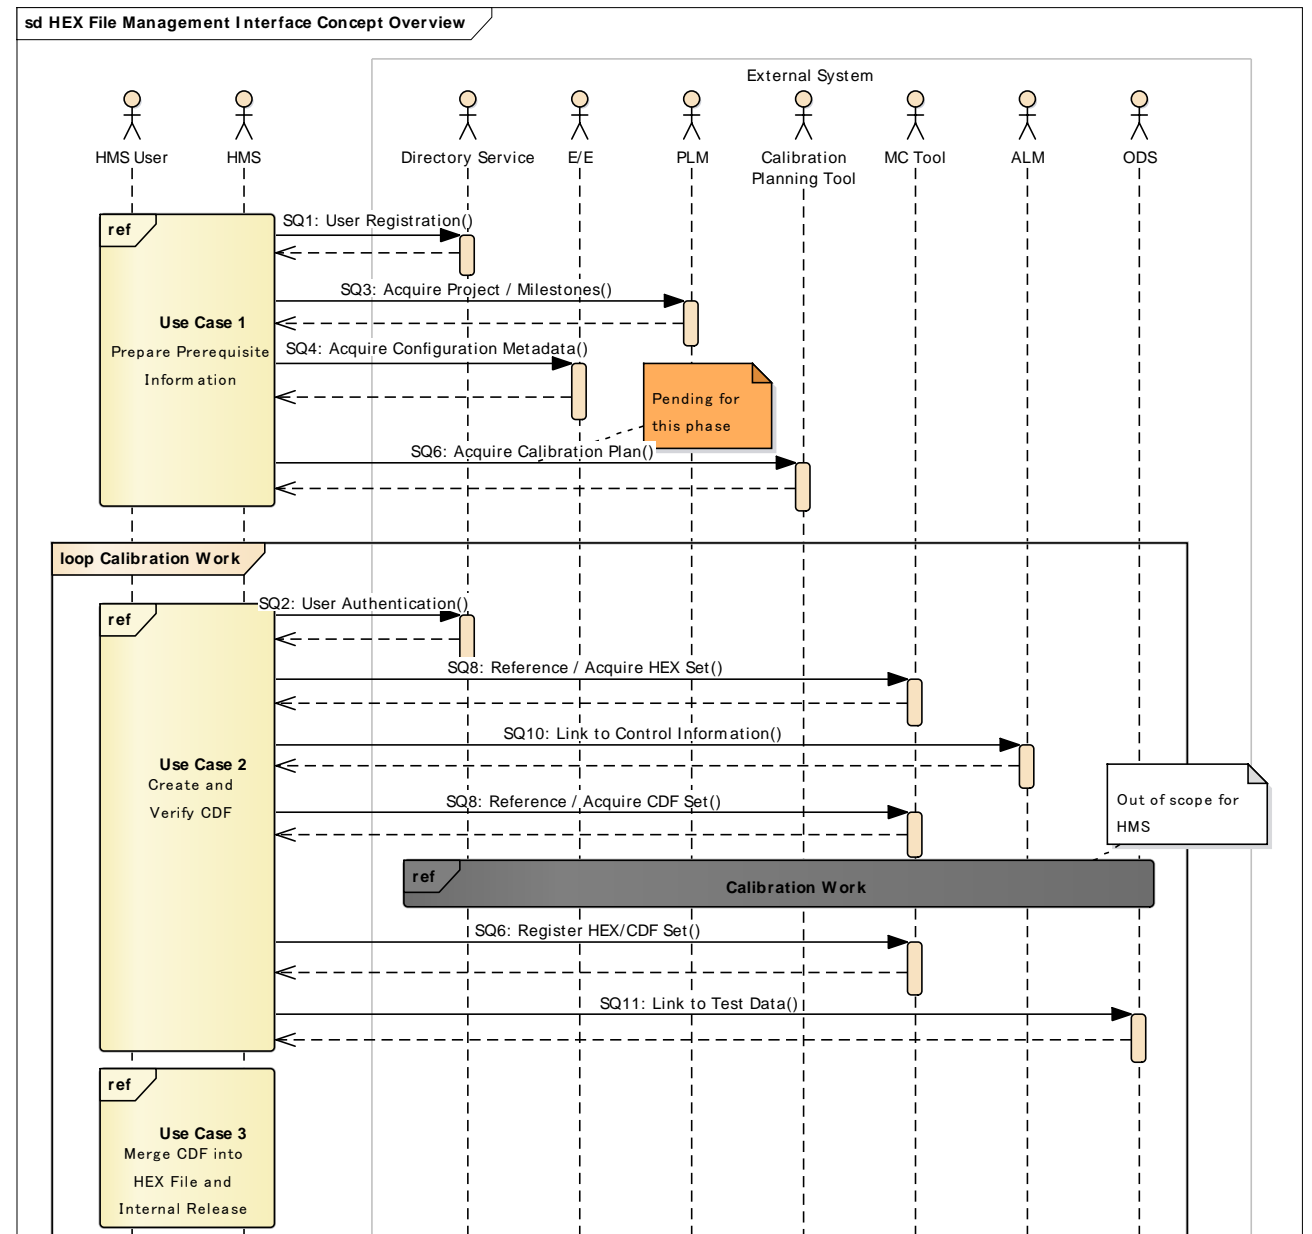 sd HEX File Management Interface Concept Overview
External System
HMS User
HMS
Directory Service
E/E
PLM
Calibration
Planning Tool
MC Tool
ALM
ODS
ref
SQ1: User Registration()
SQ3: Acquire Project / Milestones()
Use Case 1
Prepare Prerequisite
Information
SQ4: Acquire Configuration Metadata()
Pending for
this phase
SQ6: Acquire Calibration Plan()
loop Calibration Work
ref
SQ2: User Authentication()
SQ8: Reference / Acquire HEX Set()
SQ10: Link to Control Information()
Use Case 2
Create and
Verify CDF
SQ8: Reference / Acquire CDF Set()
Out of scope for
HMS
ref
Calibration Work
SQ6: Register HEX/CDF Set()
SQ11: Link to Test Data()
ref
Use Case 3
Merge CDF into
HEX File and
Internal Release